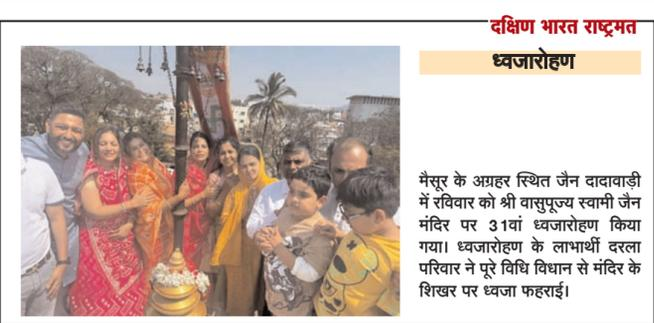 दक्षिण भारत राष्ट्रमत
ध्वजारोहण
मैसूर के अग्रहर स्थित जैन दादावाड़ी
में रविवार को श्री वासुपूज्य स्वामी जैन
मंदिर पर 31वां ध्वजारोहण किया
गया। ध्वजारोहण के लाभार्थी दरला
परिवार ने पूरे विधि विधान से मंदिर के
शिखर पर ध्वजा फहराई।